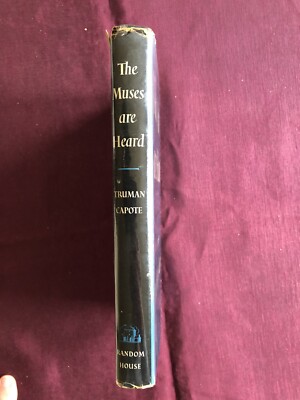 The
Muses
are
Heard
TRUMAN
CAPOTE
RANDOM
HOUSE